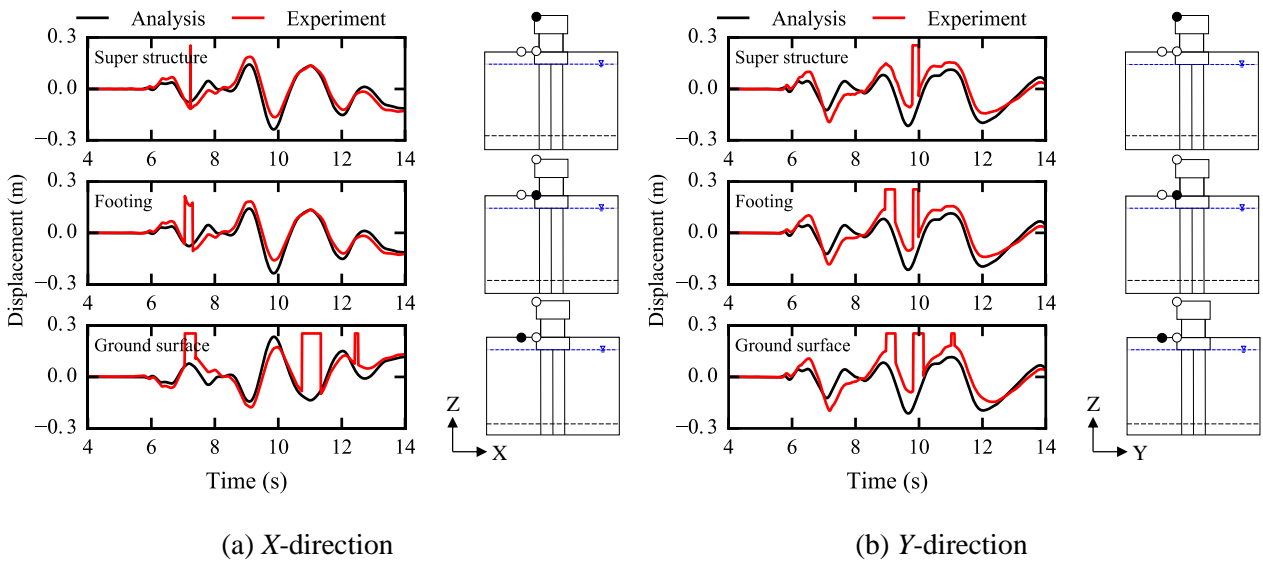 Analysis Experiment
0.3
0.0
−0.3
Super structure
4 6 8 10 12 14
0.3
0.0
−0.3
Footing
4 6 8 10 12 14
0.3
0.0
−0.3
Ground surface
4 6 8 10 12 14
Displacement (m)
Time (s)
Z
X
(a) X-direction
Analysis Experiment
0.3
0.0
−0.3
Super structure
4 6 8 10 12 14
0.3
0.0
−0.3
Footing
4 6 8 10 12 14
0.3
0.0
−0.3
Ground surface
4 6 8 10 12 14
Displacement (m)
Time (s)
Z
Y
(b) Y-direction